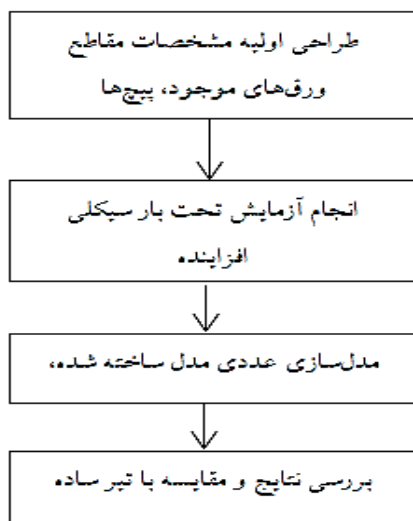 طراحی اولیه مشخصات مقاطع
ورق‌های موجود، پیچ‌ها
انجام آزمایش تحت بار سیکلی
افزاینده
مدل‌سازی عددی مدل ساخته شده،
بررسی نتایج و مقایسه با تیر ساده